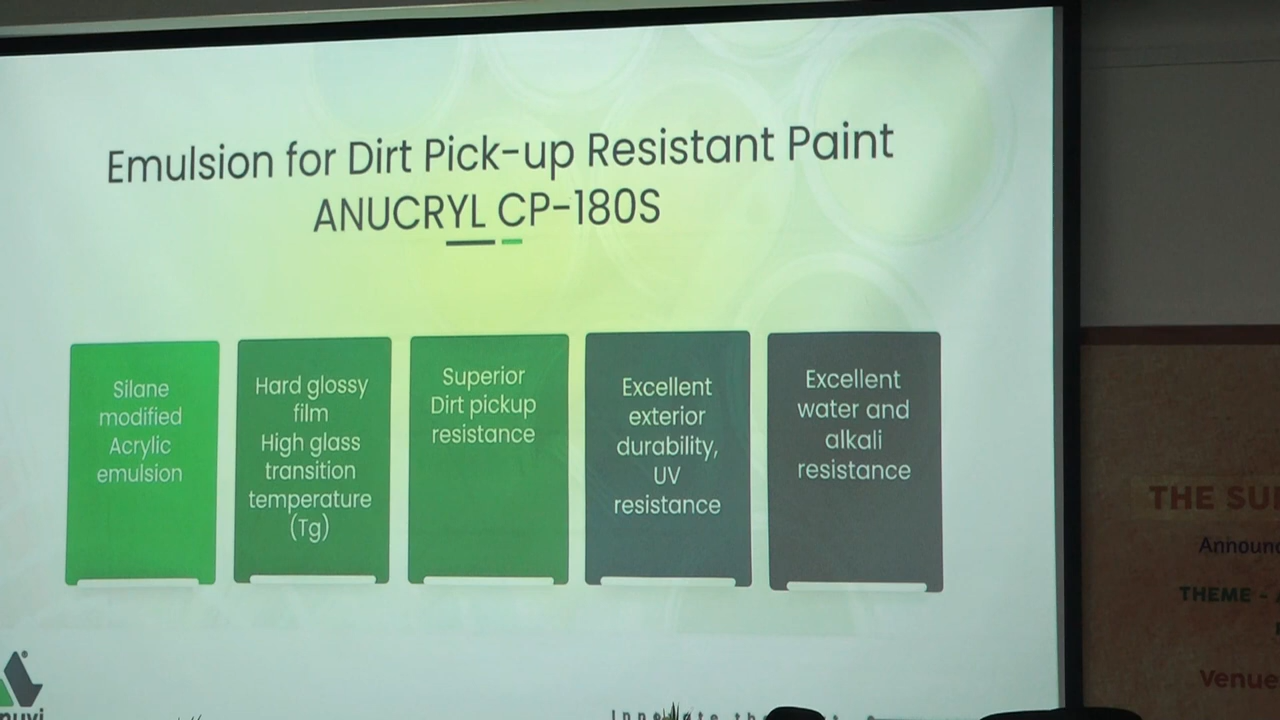 Emulsion for Dirt Pick-up Resistant Paint
ANUCRYL CP-180S
Silane
modified
Acrylic
emulsion
Hard glossy
film
High glass
transition
temperature
(Tg)
Superior
Dirt pickup
resistance
Excellent
exterior
durability,
UV
resistance
Excellent
water and
alkali
resistance
THE SU
Announ
THEME -
Venue